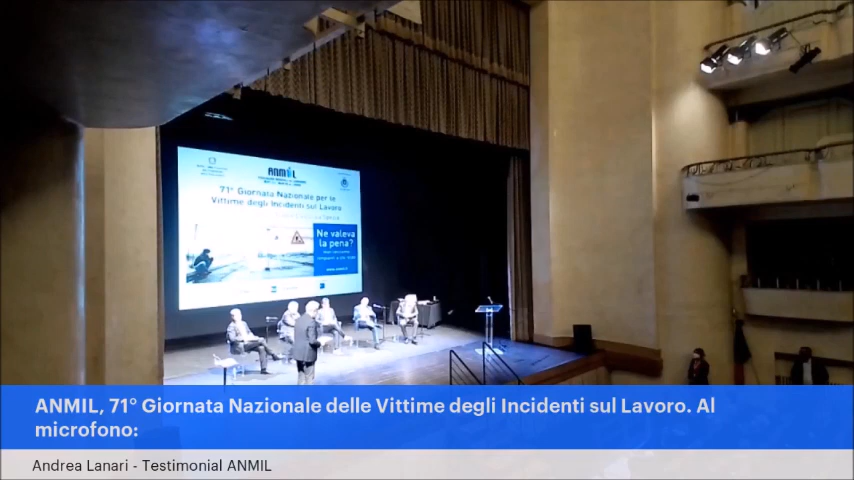 ANMIL
71° Giornata Nazionale per le
Vittime degli Incidenti sul Lavoro
Ne valeva
la pena?
ANMIL, 71° Giornata Nazionale delle Vittime degli Incidenti sul Lavoro. Al
microfono:
Andrea Lanari - Testimonial ANMIL